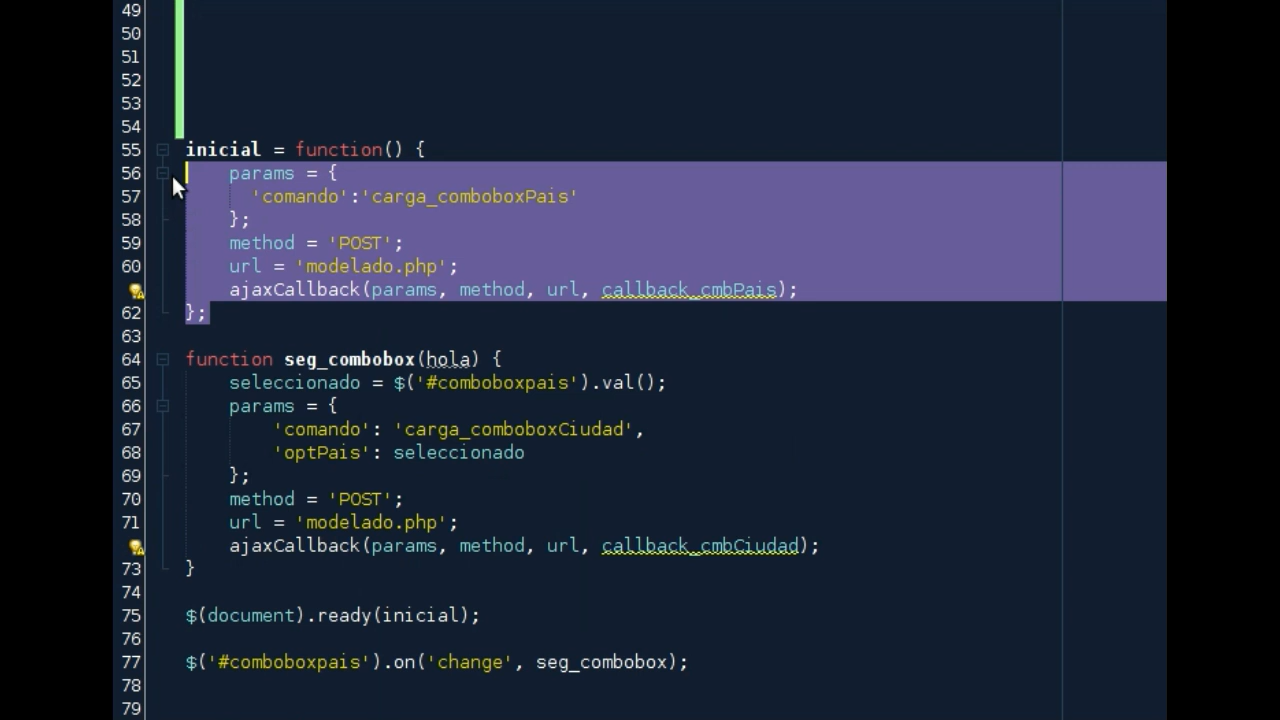 49
50
51
52
53
54
55 inicial = function() {
56 params = {
57 'comando':'carga_comboboxPais'
58 };
59 method = 'POST';
60 url = 'modelado.php';
ajaxCallback(params, method, url, callback_cmbPais);
62 };
63
64 function seg_combobox(hola) {
65 seleccionado = $('#comboboxpais').val();
66 params = {
67 'comando': 'carga_comboboxCiudad',
68 'optPais': seleccionado
69 };
70 method = 'POST';
71 url = 'modelado.php';
ajaxCallback(params, method, url, callback_cmbCiudad);
73 }
74
75 $(document).ready(inicial);
76
77 $('#comboboxpais').on('change', seg_combobox);
78
79